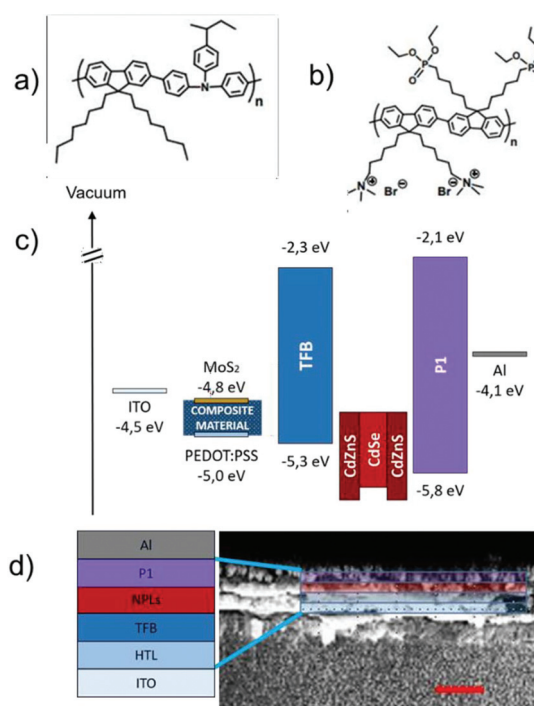 a)
N
n
b)
O
O
P
O
O
O
P
n
N
⊕
Br⊖
Br⊖
N
⊕
Vacuum
c)
-2,3 eV
-2,1 eV
MoS2
-4,8 eV
ITO
-4,5 eV
COMPOSITE
MATERIAL
PEDOT:PSS
-5,0 eV
TFB
-5,3 eV
CdZnS
CdSe
CdZnS
P1
-5,8 eV
Al
-4,1 eV
d)
Al
P1
NPLs
TFB
HTL
ITO